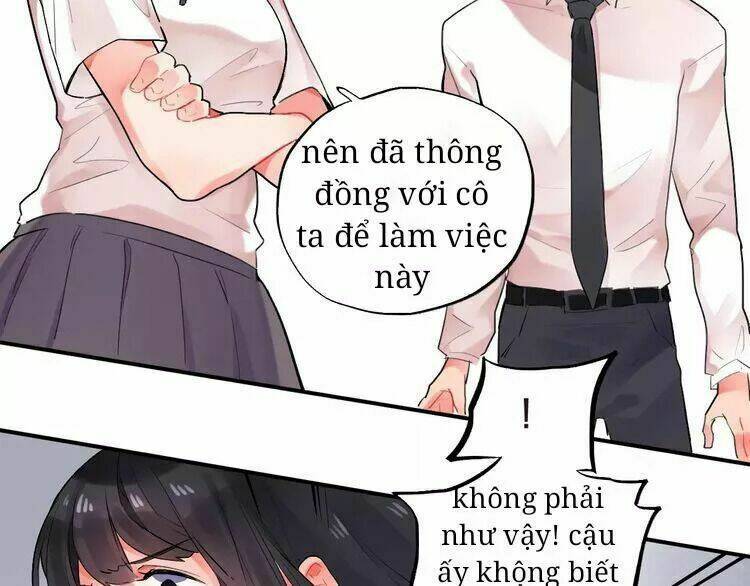 nên đã thông
đồng với cô
ta để làm việc
này
!
không phải
như vậy! cậu
ấy không biết